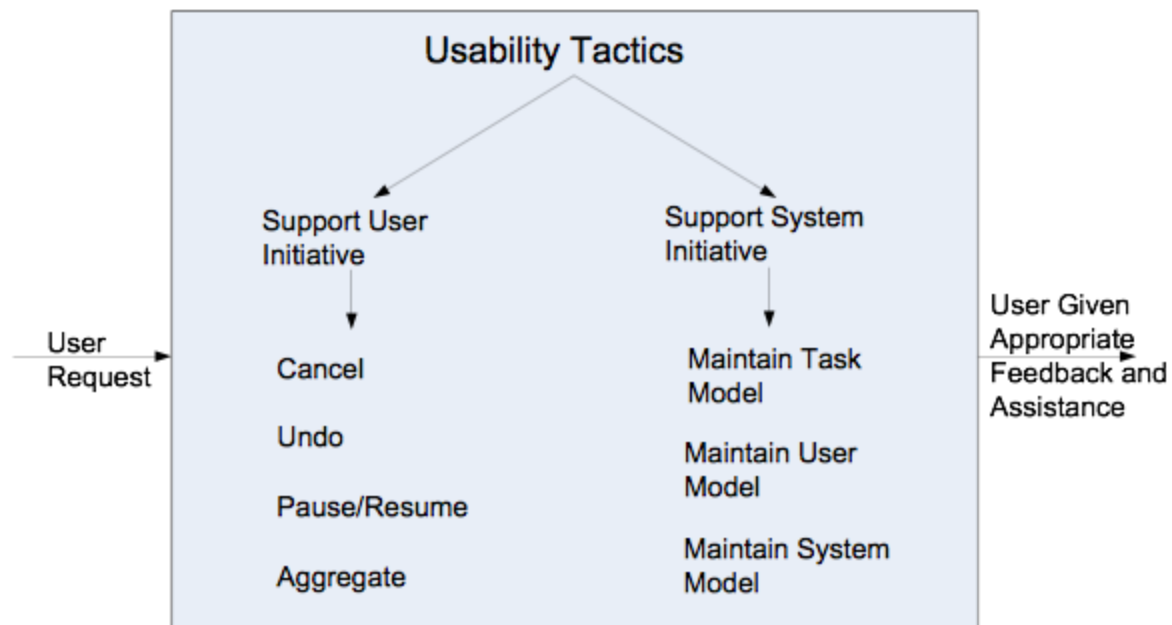 Usability Tactics
Support User
Initiative
Support System
Initiative
User
Request
Cancel
Undo
Pause/Resume
Aggregate
Maintain Task
Model
Maintain User
Model
Maintain System
Model
User Given
Appropriate
Feedback and
Assistance